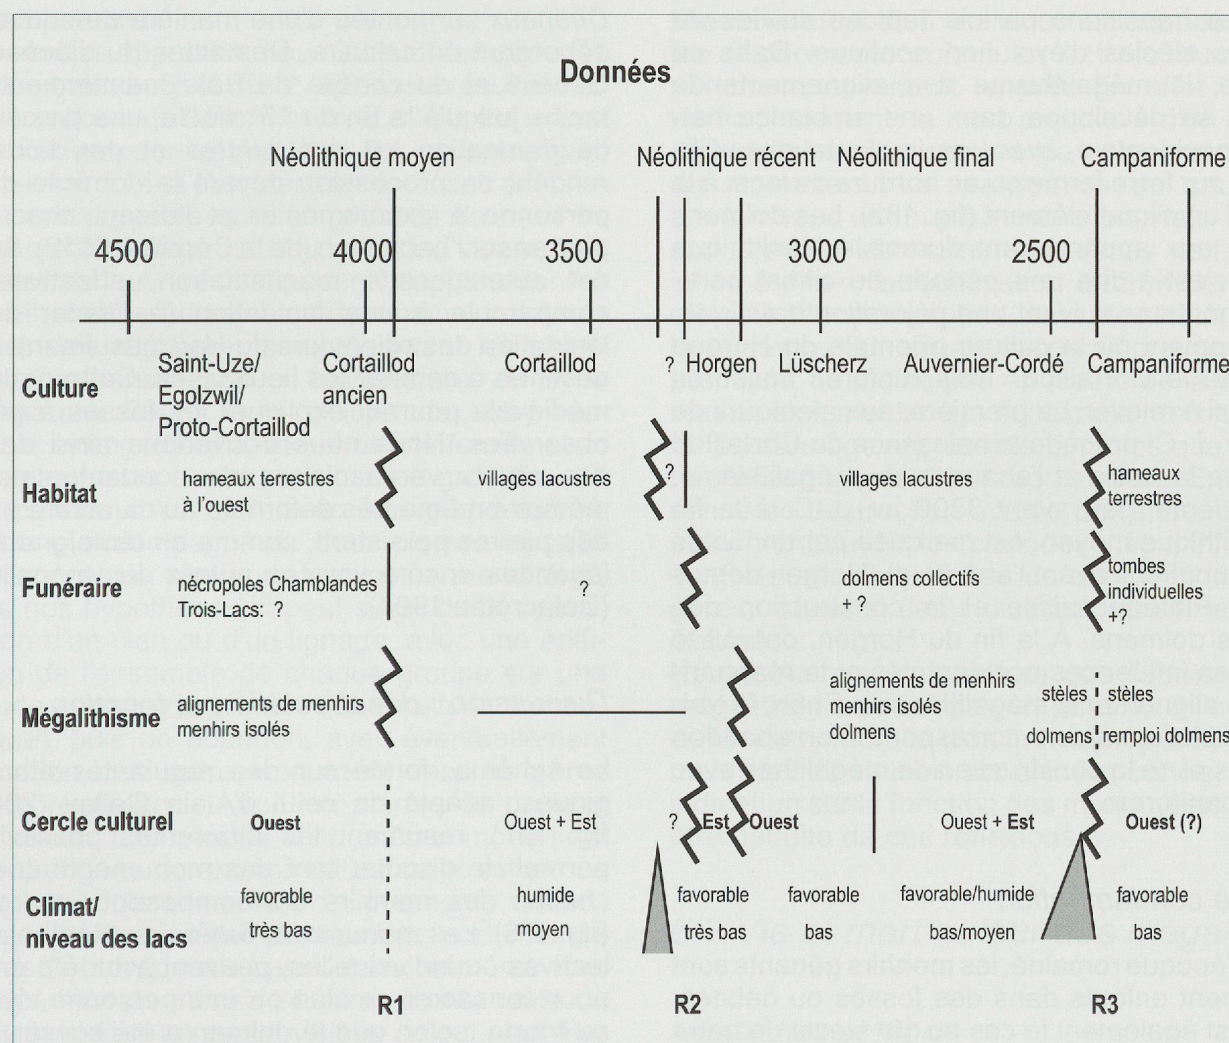 Données
Néolithique moyen Néolithique récent Néolithique final Campaniforme
4500 4000 3500 3000 2500
Culture
Saint-Uze/
Egolzwil/
Proto-Cortaillod
Cortaillod
ancien
Cortaillod
? Horgen
Lüscherz
Auvernier-Cordé
Campaniforme
Habitat
hameaux terrestres
à l'ouest
villages lacustres
?
villages lacustres
hameaux
terrestres
Funéraire
nécropoles Chamblandes
Trois-Lacs: ?
?
dolmens collectifs
+ ?
tombes
individuelles
+?
Mégalithisme
alignements de menhirs
menhirs isolés
alignements de menhirs
menhirs isolés
dolmens
stèles
dolmens
stèles
remploi dolmens
Cercle culturel
Ouest
Ouest + Est
? Est
Ouest
Ouest + Est
Ouest (?)
Climat/
niveau des lacs
favorable
très bas
humide
moyen
favorable
très bas
favorable
bas
favorable/humide
bas/moyen
favorable
bas
R1 R2 R3